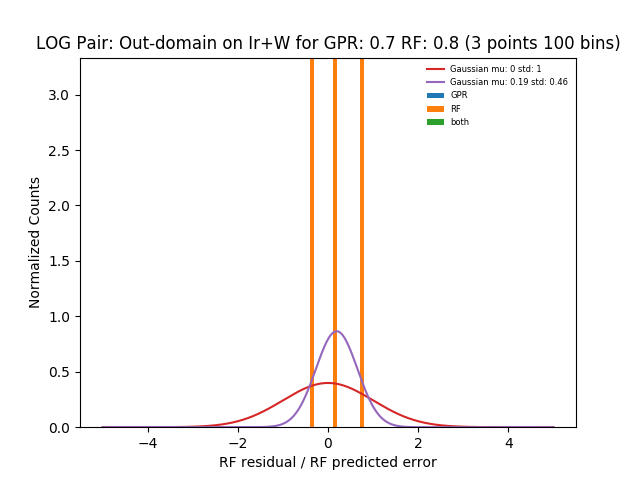 LOG Pair: Out-domain on Ir+W for GPR: 0.7 RF: 0.8 (3 points 100 bins)
Gaussian mu: 0 std: 1
Gaussian mu: 0.19 std: 0.46
GPR
RF
both
Normalized Counts
3.0
2.5
2.0
1.5
1.0
0.5
0.0
−4
−2
0
2
4
RF residual / RF predicted error